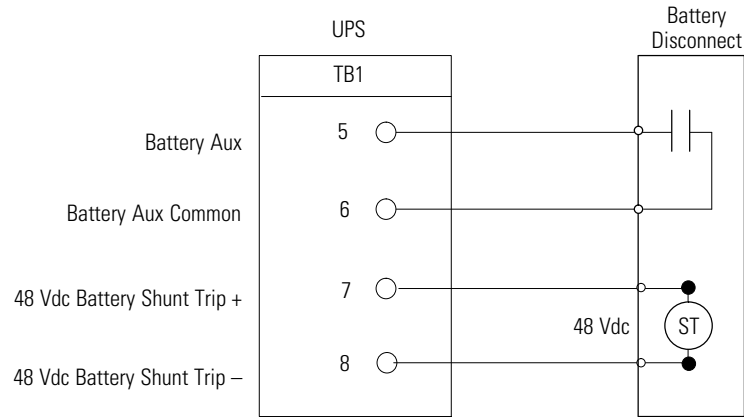 UPS
Battery
Disconnect
TB1
Battery Aux
5
Battery Aux Common
6
48 Vdc Battery Shunt Trip +
7
48 Vdc
ST
48 Vdc Battery Shunt Trip –
8